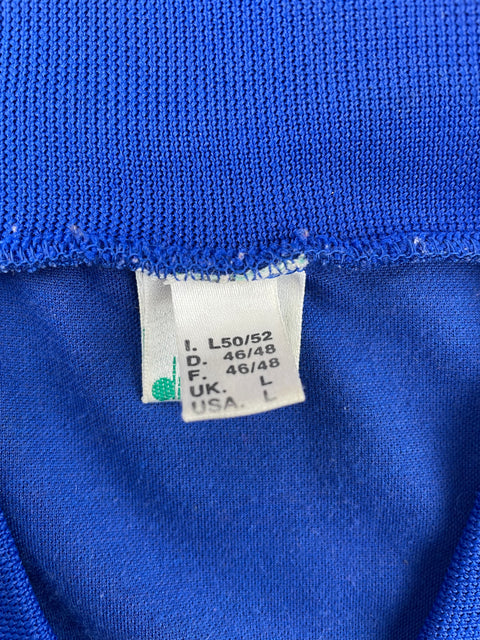 I. L50/52
D. 46/48
F. 46/48
UK. L
USA. L